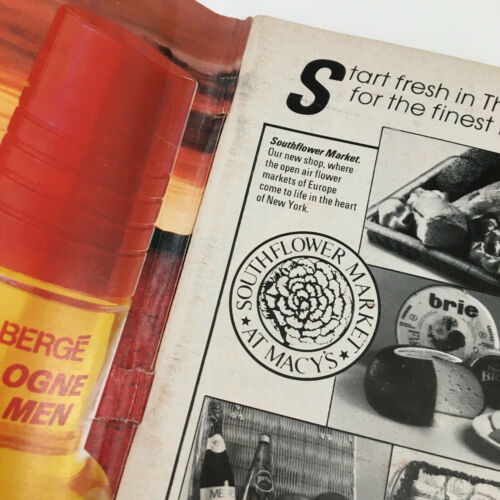 Start fresh in Th
for the finest
Southflower Market.
Our new shop, where
the open air flower
markets of Europe
come to life in the heart
of New York.
SOUTHFLOWER MARKET
AT MACY'S
brie
BERGÉ
OGNE
MEN